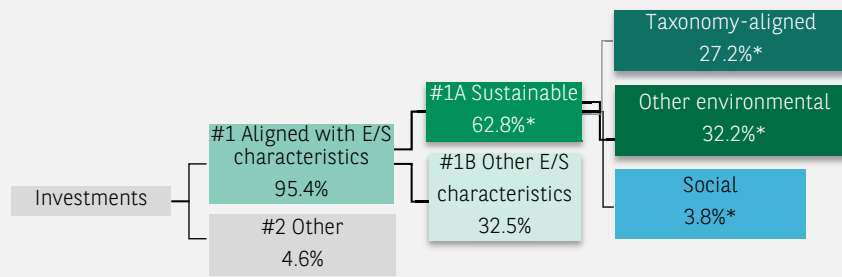 Investments
#1 Aligned with E/S
characteristics
95.4%
#2 Other
4.6%
#1A Sustainable
62.8%*
#1B Other E/S
characteristics
32.5%
Taxonomy-aligned
27.2%*
Other environmental
32.2%*
Social
3.8%*